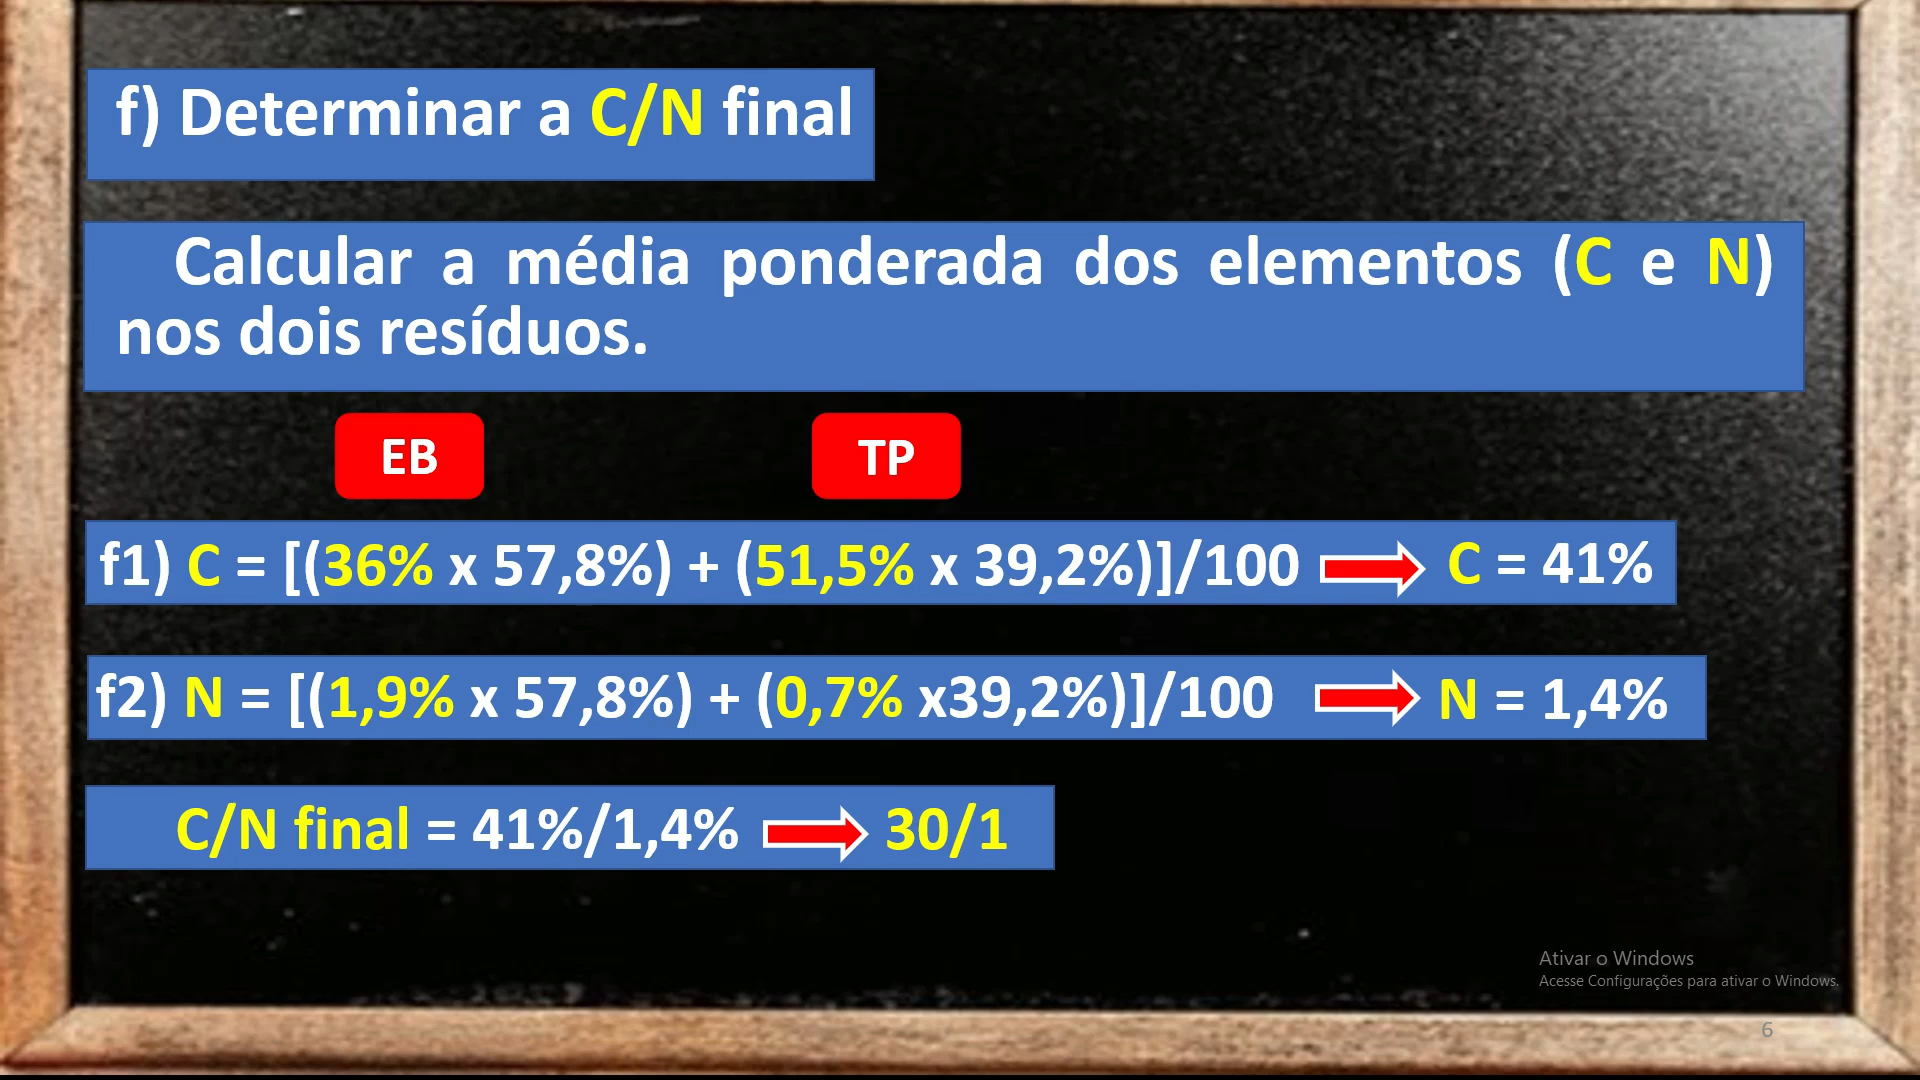 f) Determinar a C/N final
Calcular a média ponderada dos elementos (C e N)
nos dois resíduos.
EB
TP
f1) C = [(36% x 57,8%) + (51,5% x 39,2%)]/100 C = 41%
f2) N = [(1,9% x 57,8%) + (0,7% x39,2%)]/100 N = 1,4%
C/N final = 41%/1,4% 30/1
Ativar o Windows
Acesse Configurações para ativar o Windows.
6